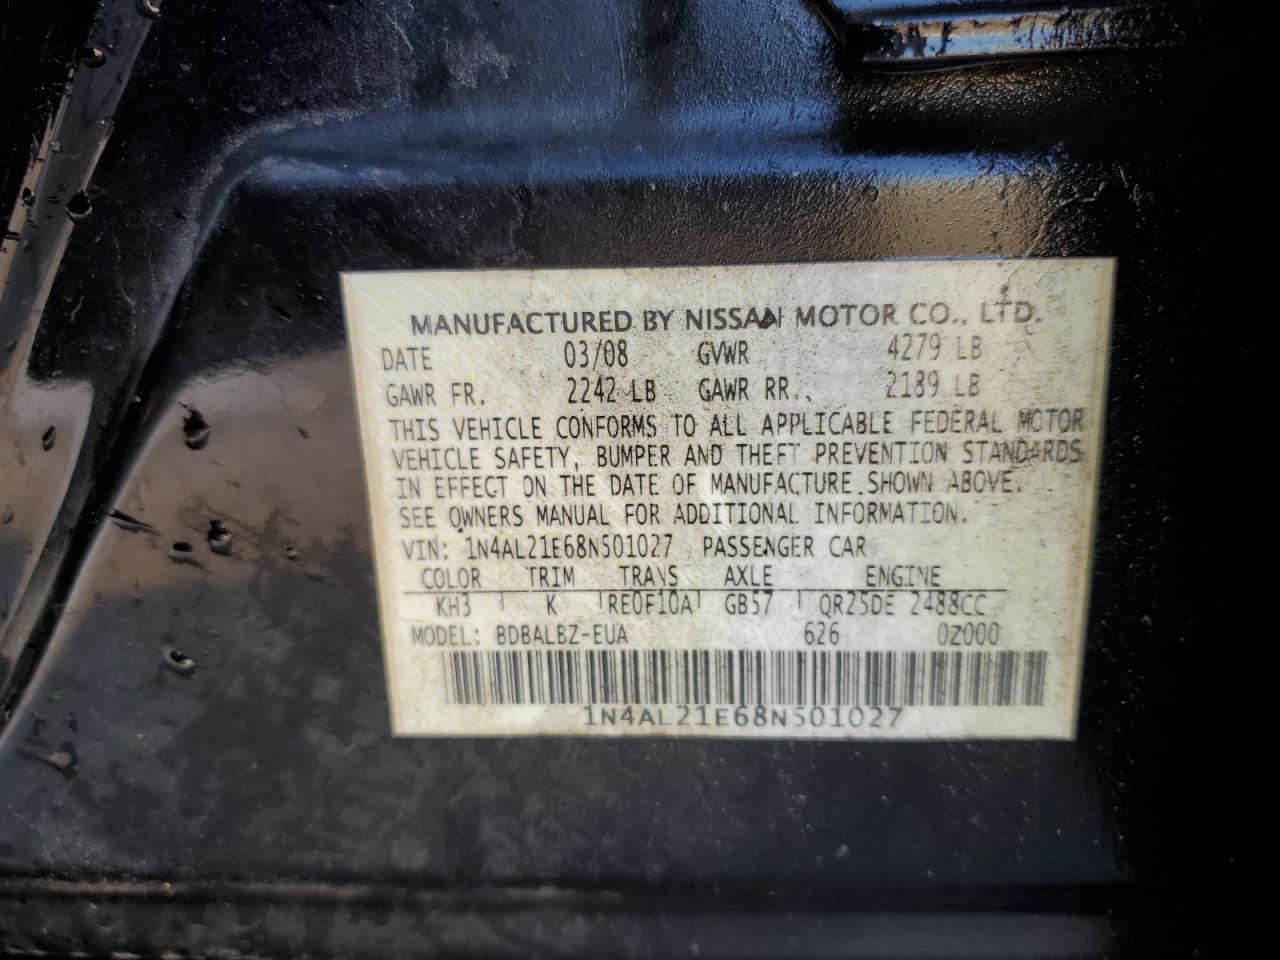 MANUFACTURED BY NISSAN MOTOR CO., LTD.
DATE 03/08 GVWR 4279 LB
GAWR FR. 2242 LB GAWR RR. 2189 LB
THIS VEHICLE CONFORMS TO ALL APPLICABLE FEDERAL MOTOR
VEHICLE SAFETY, BUMPER AND THEFT PREVENTION STANDARDS
IN EFFECT ON THE DATE OF MANUFACTURE SHOWN ABOVE.
SEE OWNERS MANUAL FOR ADDITIONAL INFORMATION.
VIN: 1N4AL21E68N501027 PASSENGER CAR
COLOR TRIM TRANS AXLE ENGINE
KH3 K RE0F10A GB57 QR25DE 2488CC
MODEL: BDBALBZ-EUA 626 0Z000
1N4AL21E68N501027